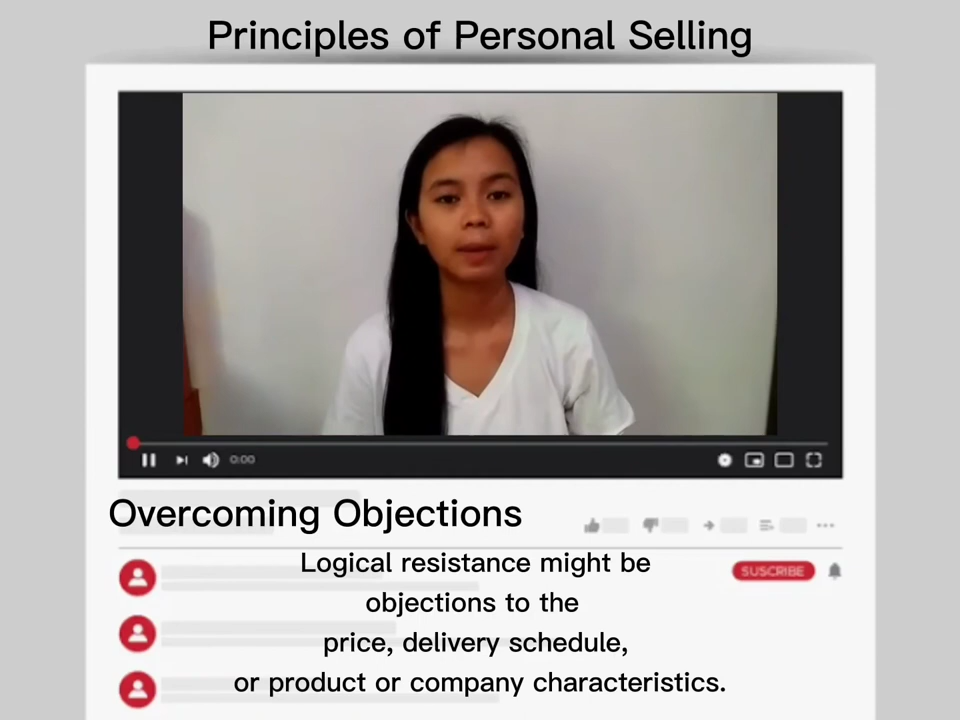 Principles of Personal Selling
0:00
Overcoming Objections
Logical resistance might be
SUSCRIBE
objections to the
price, delivery schedule,
or product or company characteristics.